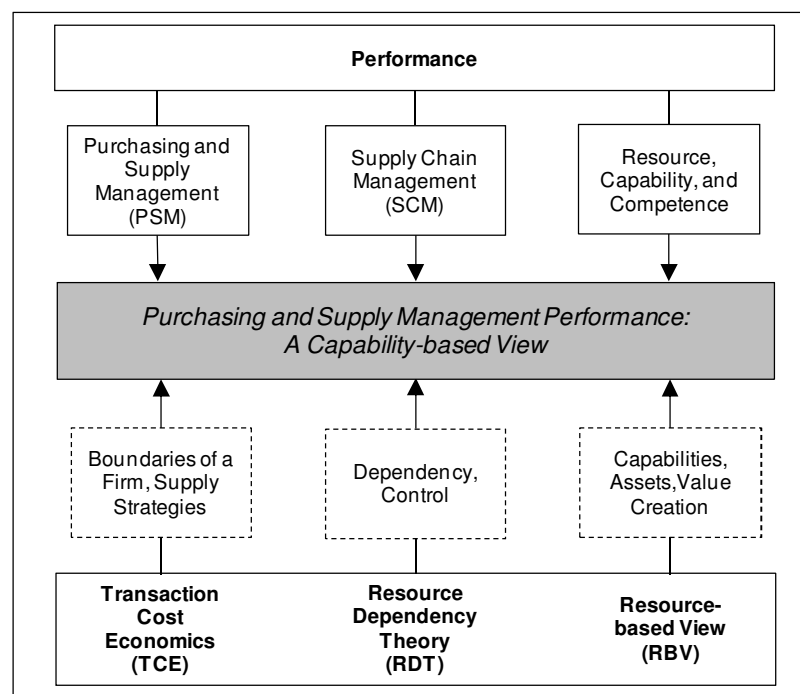 Performance
Purchasing and
Supply
Management
(PSM)
Supply Chain
Management
(SCM)
Resource,
Capability, and
Competence
Purchasing and Supply Management Performance:
A Capability-based View
Boundaries of a
Firm, Supply
Strategies
Dependency,
Control
Capabilities,
Assets,Value
Creation
Transaction
Cost
Economics
(TCE)
Resource
Dependency
Theory
(RDT)
Resource-
based View
(RBV)